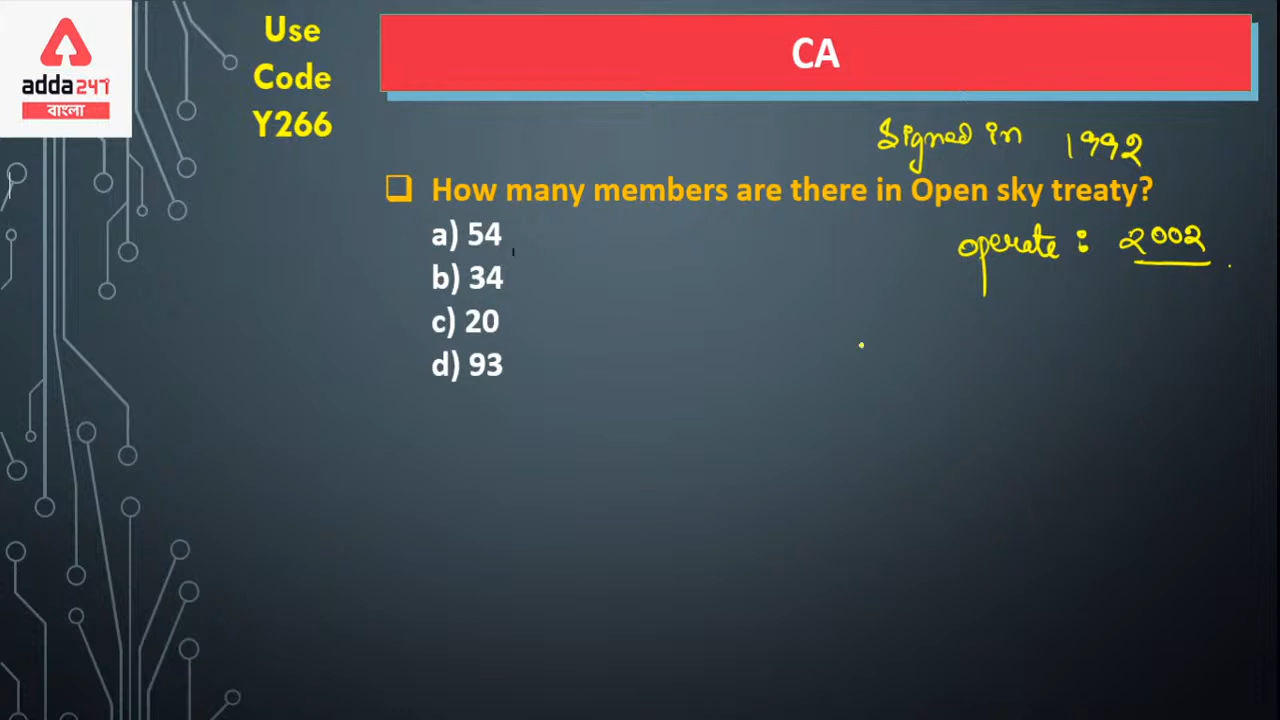 adda247
বাংলা
Use
Code
Y266
CA
Signed in 1992
How many members are there in Open sky treaty?
a) 54
operate : 2002
b) 34
c) 20
d) 93